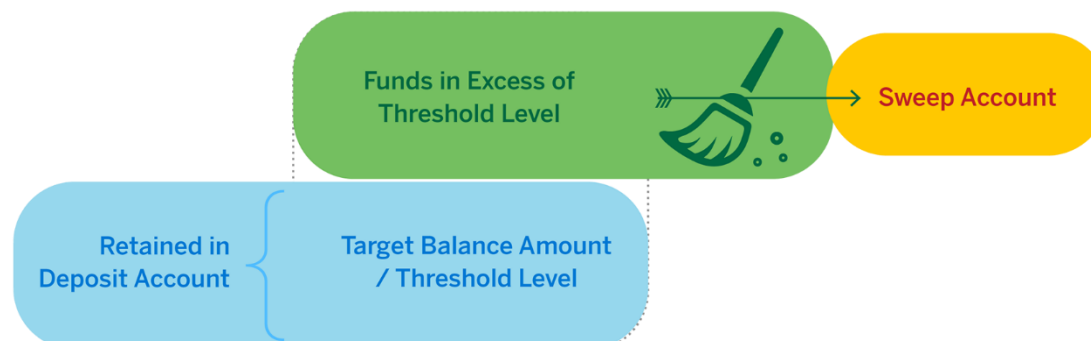 Funds in Excess of
Threshold Level
Sweep Account
Retained in
Deposit Account
Target Balance Amount
/ Threshold Level